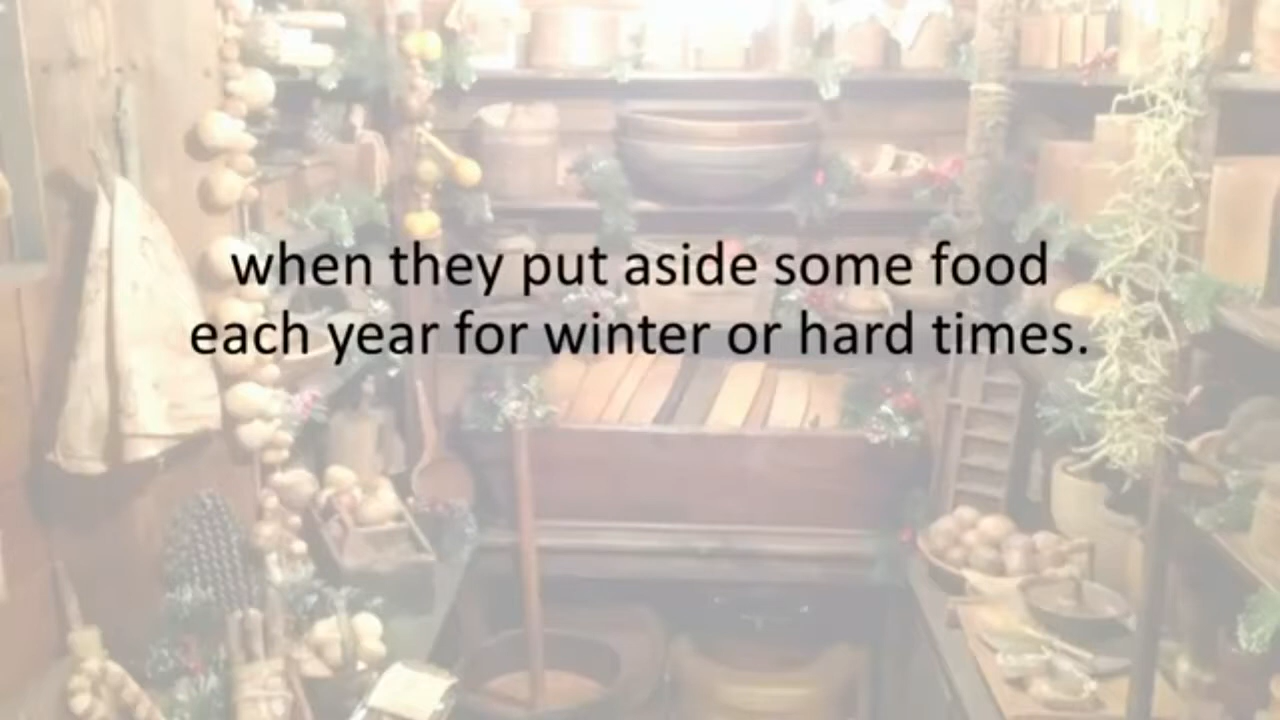 when they put aside some food
each year for winter or hard times.